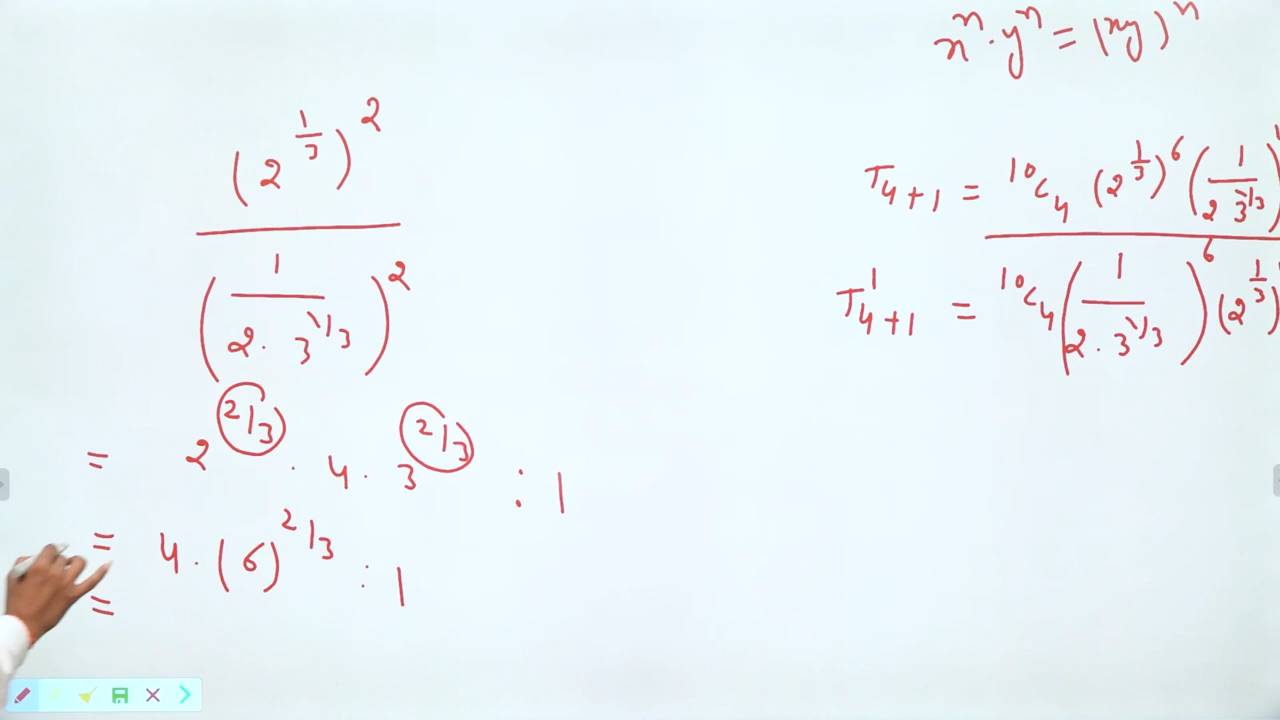 xⁿ · yⁿ = (xy)ⁿ
(2^{1/3})²
/ (1/(2 · 3^{1/3}))²
T₄₊₁ = ¹⁰C₄ (2^{1/3})⁶ (1/(2 3^{1/3}))
T¹₄₊₁ = ¹⁰C₄ (1/(2 · 3^{1/3}))⁶ (2^{1/3})
= 2^{2/3} · 4 · 3^{2/3} : 1
= 4 · (6)^{2/3} : 1
=